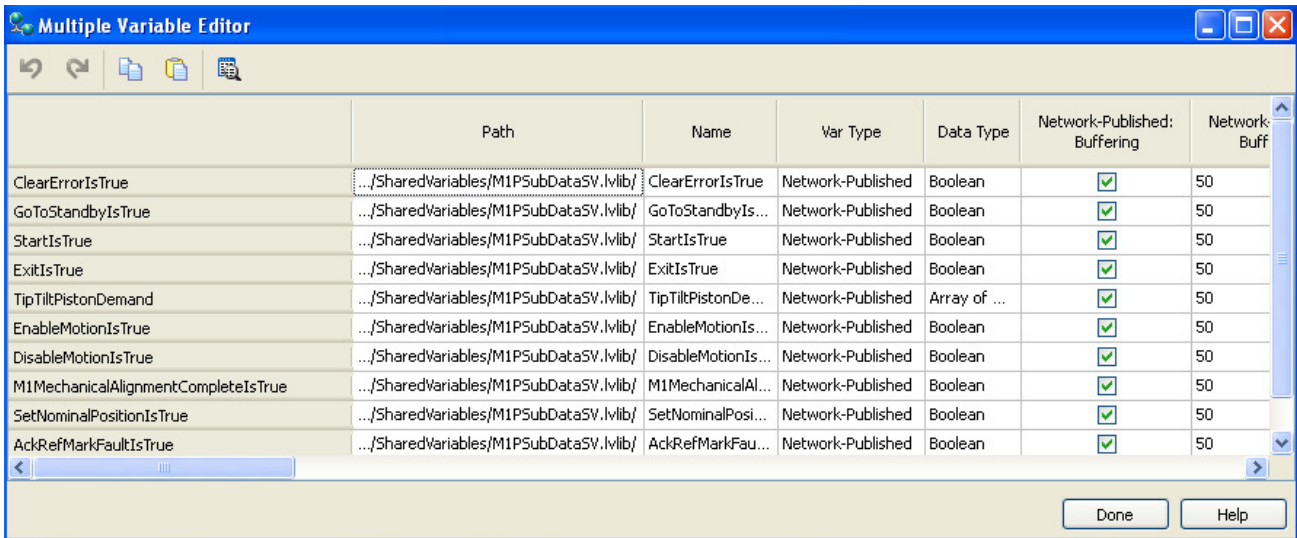 Multiple Variable Editor
Path Name Var Type Data Type Network-Published: Buffering Network- Buff
ClearErrorIsTrue .../SharedVariables/M1PSubDataSV.lvlib/ ClearErrorIsTrue Network-Published Boolean 50
GoToStandbyIsTrue .../SharedVariables/M1PSubDataSV.lvlib/ GoToStandbyIs... Network-Published Boolean 50
StartIsTrue .../SharedVariables/M1PSubDataSV.lvlib/ StartIsTrue Network-Published Boolean 50
ExitIsTrue .../SharedVariables/M1PSubDataSV.lvlib/ ExitIsTrue Network-Published Boolean 50
TipTiltPistonDemand .../SharedVariables/M1PSubDataSV.lvlib/ TipTiltPistonDe... Network-Published Array of ... 50
EnableMotionIsTrue .../SharedVariables/M1PSubDataSV.lvlib/ EnableMotionIs... Network-Published Boolean 50
DisableMotionIsTrue .../SharedVariables/M1PSubDataSV.lvlib/ DisableMotionIs... Network-Published Boolean 50
M1MechanicalAlignmentCompleteIsTrue .../SharedVariables/M1PSubDataSV.lvlib/ M1MechanicalAl... Network-Published Boolean 50
SetNominalPositionIsTrue .../SharedVariables/M1PSubDataSV.lvlib/ SetNominalPosi... Network-Published Boolean 50
AckRefMarkFaultIsTrue .../SharedVariables/M1PSubDataSV.lvlib/ AckRefMarkFau... Network-Published Boolean 50
Done Help